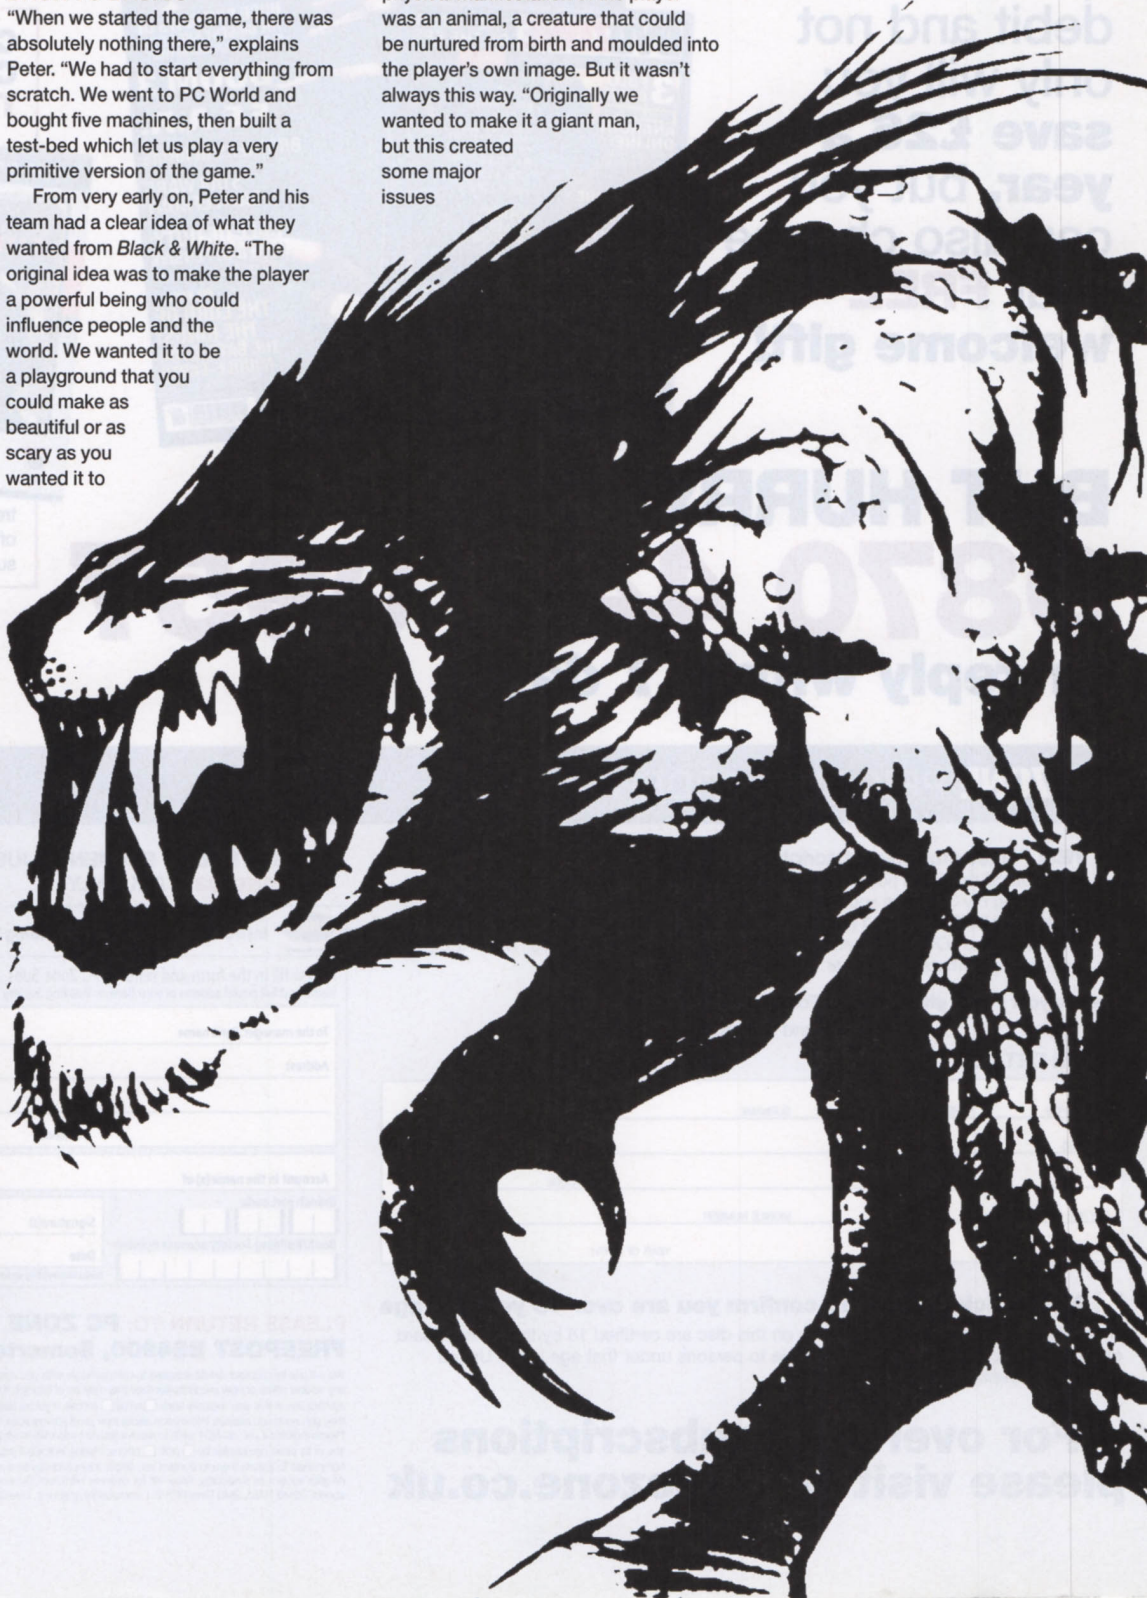 "When we started the game, there was
absolutely nothing there," explains
Peter. "We had to start everything from
scratch. We went to PC World and
bought five machines, then built a
test-bed which let us play a very
primitive version of the game."
From very early on, Peter and his
team had a clear idea of what they
wanted from Black & White. "The
original idea was to make the player
a powerful being who could
influence people and the
world. We wanted it to be
a playground that you
could make as
beautiful or as
scary as you
wanted it to
was an animal, a creature that could
be nurtured from birth and moulded into
the player's own image. But it wasn't
always this way. "Originally we
wanted to make it a giant man,
but this created
some major
issues